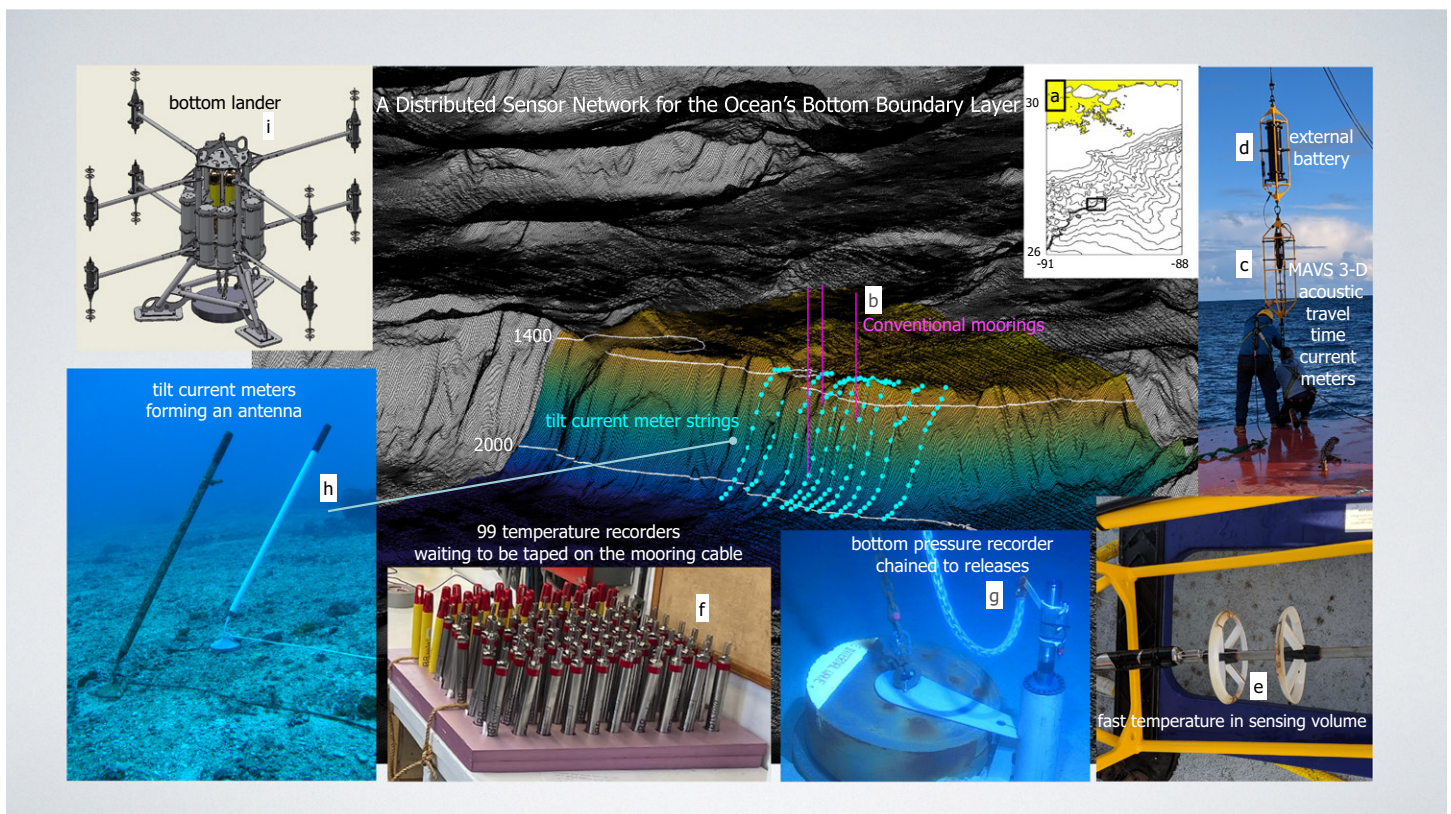 A Distributed Sensor Network for the Ocean's Bottom Boundary Layer
bottom lander
i
30
a
26
-91
-88
d
external
battery
c
MAVS 3-D
acoustic
travel
time
current
meters
b
Conventional moorings
1400
2000
tilt current meter strings
tilt current meters
forming an antenna
h
99 temperature recorders
waiting to be taped on the mooring cable
f
bottom pressure recorder
chained to releases
g
e
fast temperature in sensing volume